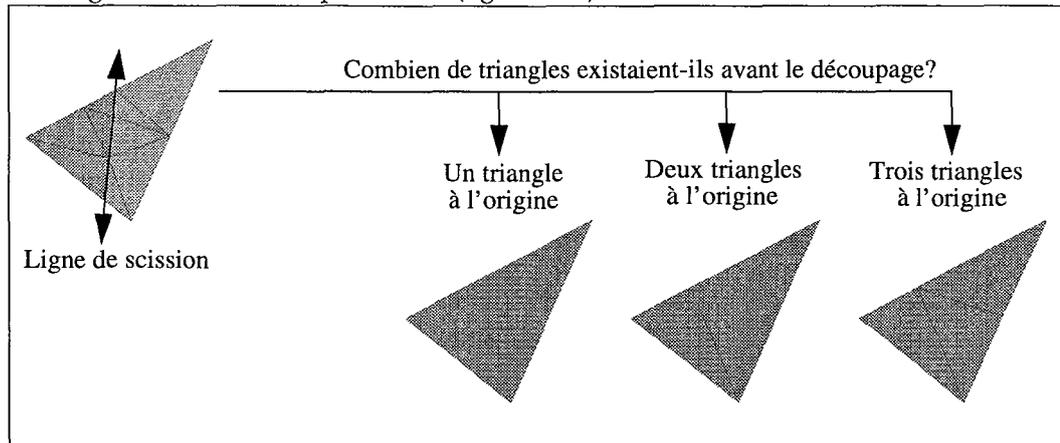 Combien de triangles existaient-ils avant le découpage?
Un triangle
à l'origine
Deux triangles
à l'origine
Trois triangles
à l'origine
Ligne de scission